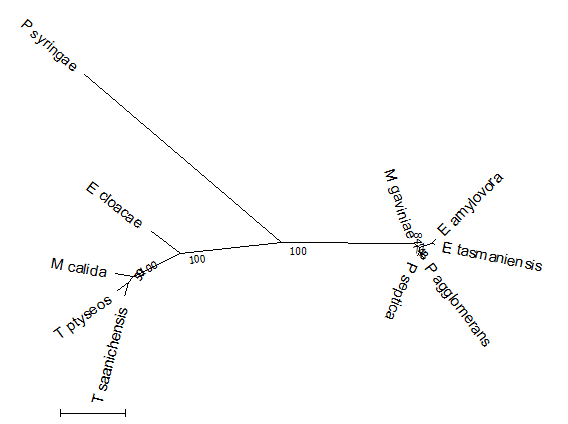 P syringae
E cloacae
M calida
T ptyseos
T saanichensis
100
100
M gaviniae
E amylovora
E tasmaniensis
P agglomerans
P septica